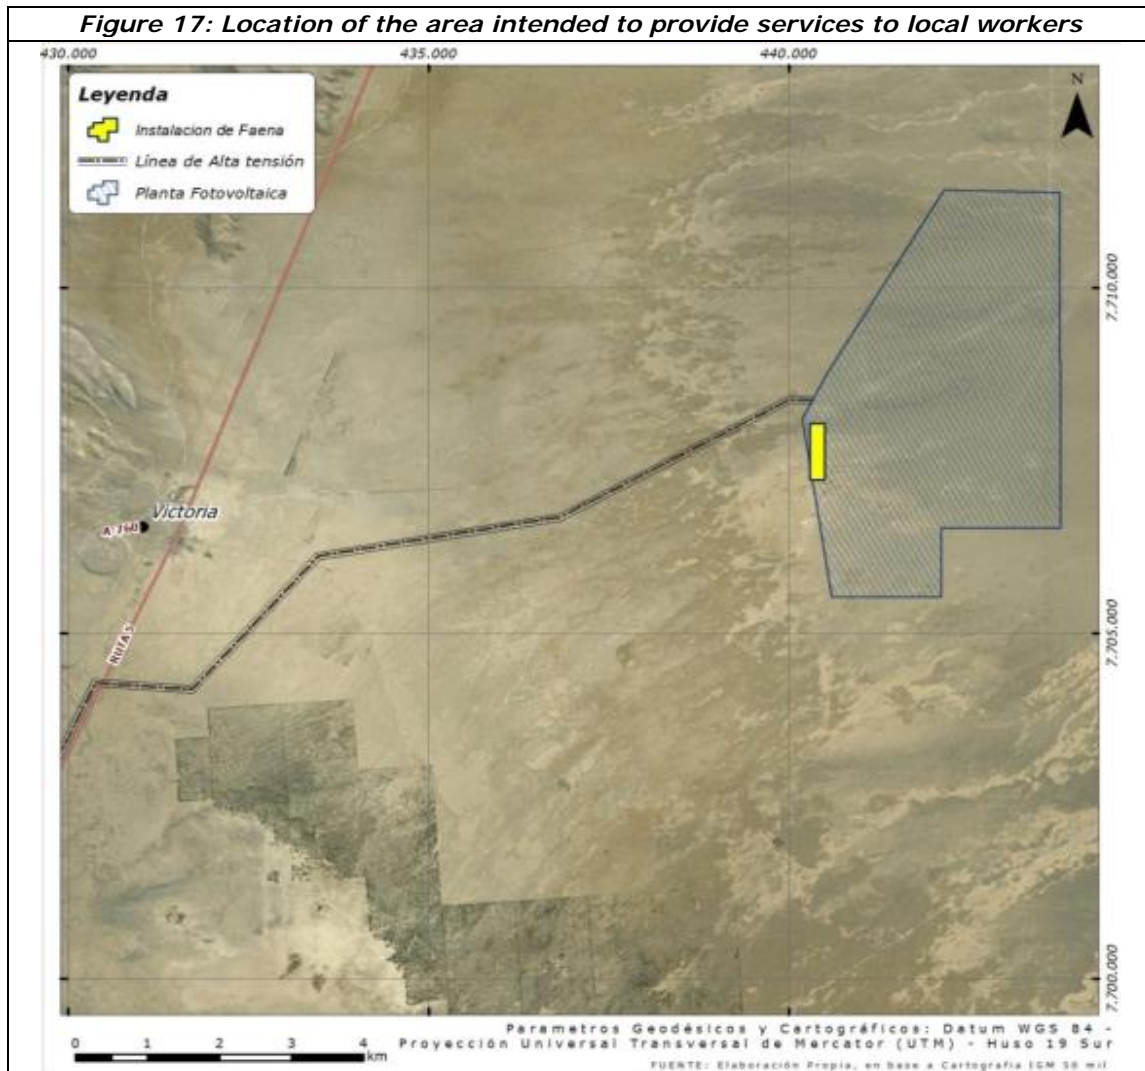 Figure 17: Location of the area intended to provide services to local workers
430.000 435.000 440.000
Leyenda
Instalacion de Faena
Línea de Alta tensión
Planta Fotovoltaica
N
7.710.000
Victoria
A-760
RUTA 5
7.705.000
7.700.000
Parametros Geodésicos y Cartográficos: Datum WGS 84 -
Proyección Universal Transversal de Mercator (UTM) - Huso 19 Sur
0 1 2 3 4
km
FUENTE: Elaboración Propia, en base a Cartografia IGM 50 mil